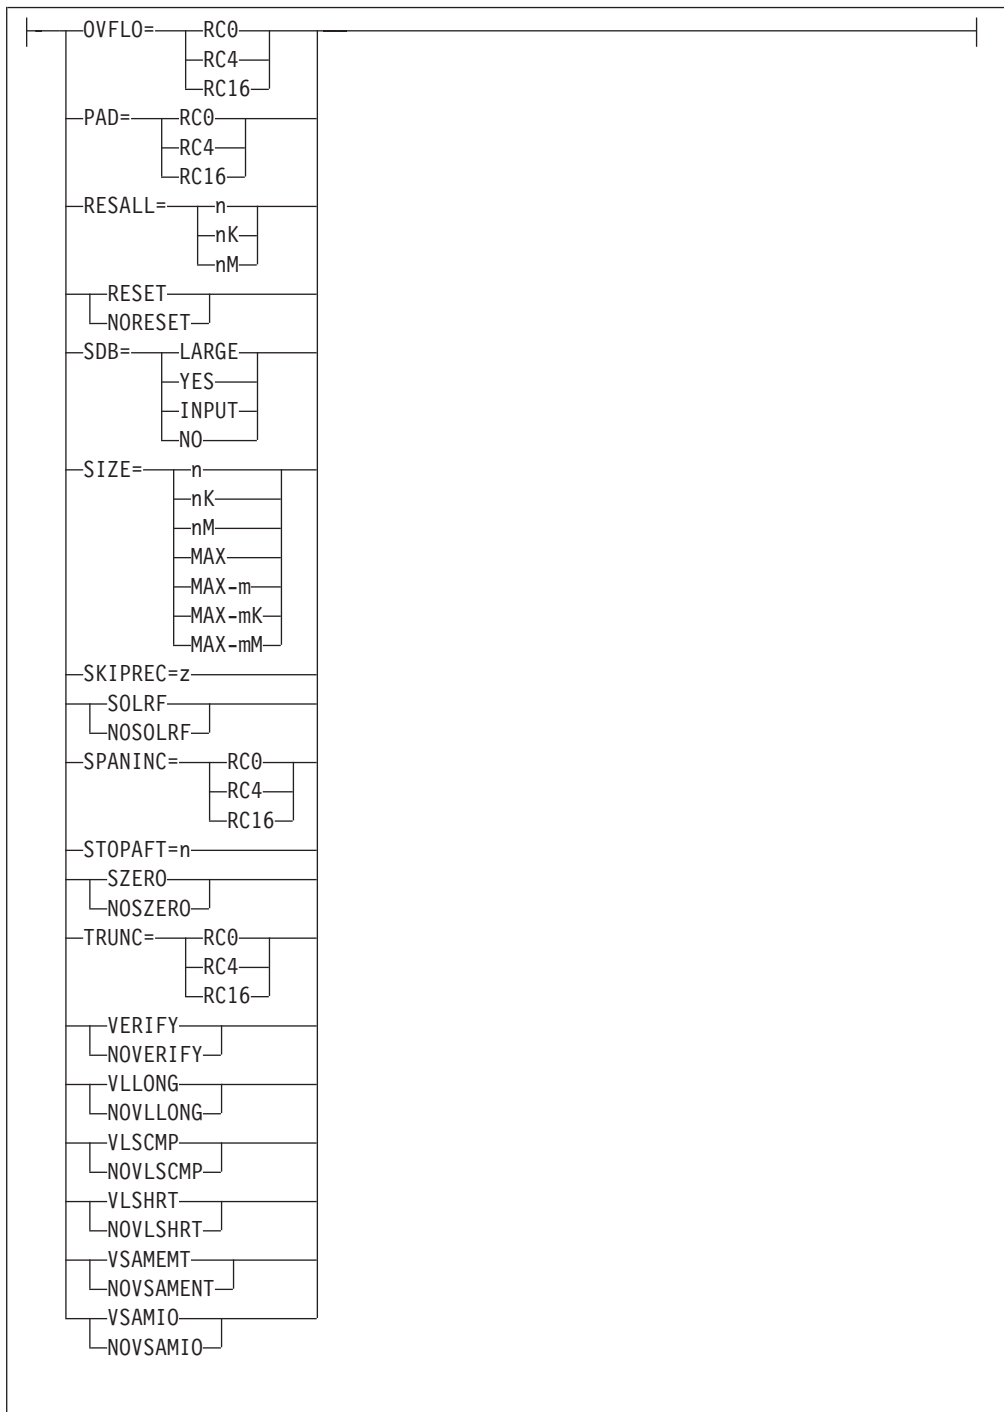 OVFLO= RC0
RC4
RC16
PAD= RC0
RC4
RC16
RESALL= n
nK
nM
RESET
NORESET
SDB= LARGE
YES
INPUT
NO
SIZE= n
nK
nM
MAX
MAX-m
MAX-mK
MAX-mM
SKIPREC=z
SOLRF
NOSOLRF
SPANINC= RC0
RC4
RC16
STOPAFT=n
SZERO
NOSZERO
TRUNC= RC0
RC4
RC16
VERIFY
NOVERIFY
VLLONG
NOVLLONG
VLSCMP
NOVLSCMP
VLSHRT
NOVLSHRT
VSAMEMT
NOVSAMENT
VSAMIO
NOVSAMIO